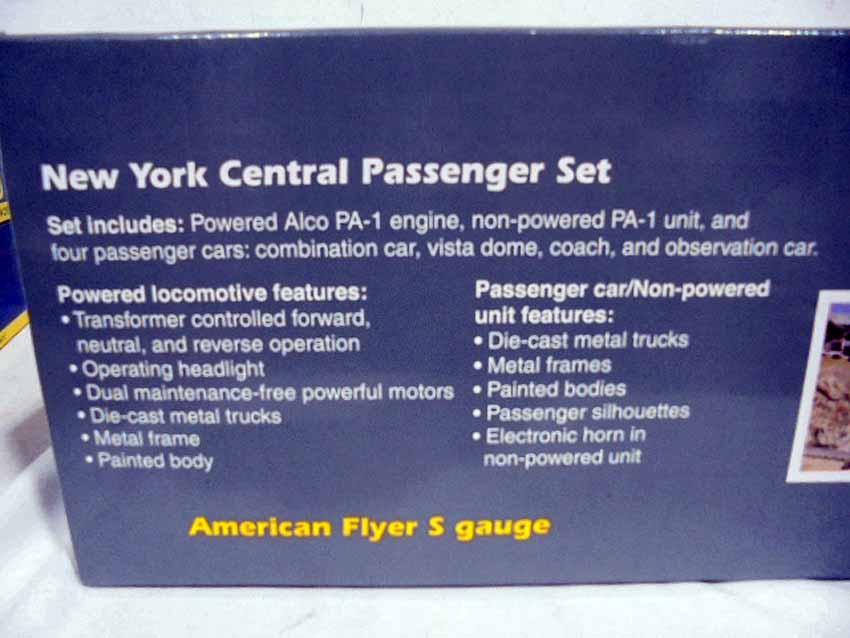 New York Central Passenger Set
Set includes: Powered Alco PA-1 engine, non-powered PA-1 unit, and
four passenger cars: combination car, vista dome, coach, and observation car.
Powered locomotive features:
• Transformer controlled forward,
neutral, and reverse operation
• Operating headlight
• Dual maintenance-free powerful motors
• Die-cast metal trucks
• Metal frame
• Painted body
Passenger car/Non-powered
unit features:
• Die-cast metal trucks
• Metal frames
• Painted bodies
• Passenger silhouettes
• Electronic horn in
non-powered unit
American Flyer S gauge